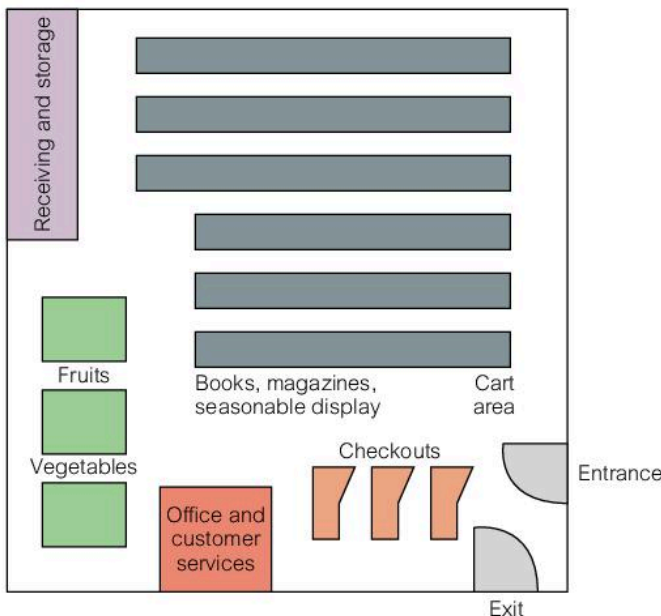 Receiving and storage
Fruits
Vegetables
Books, magazines,
seasonable display
Cart
area
Checkouts
Entrance
Office and
customer
services
Exit